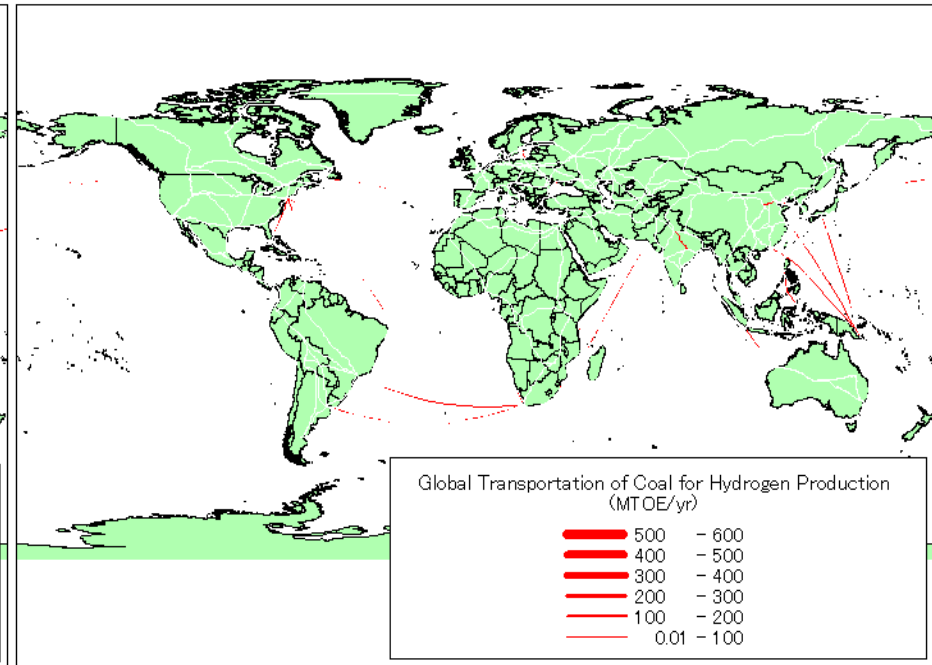 Global Transportation of Coal for Hydrogen Production
(MTOE/yr)
500 - 600
400 - 500
300 - 400
200 - 300
100 - 200
0.01 - 100